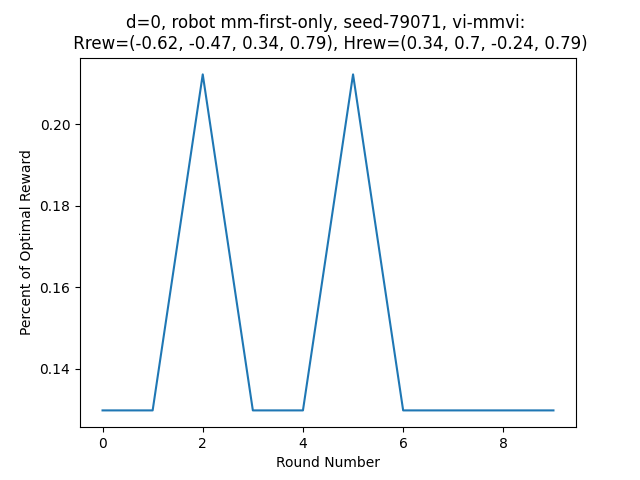 d=0, robot mm-first-only, seed-79071, vi-mmvi:
Rrew=(-0.62, -0.47, 0.34, 0.79), Hrew=(0.34, 0.7, -0.24, 0.79)
0.20
0.18
0.16
0.14
Percent of Optimal Reward
0 2 4 6 8
Round Number